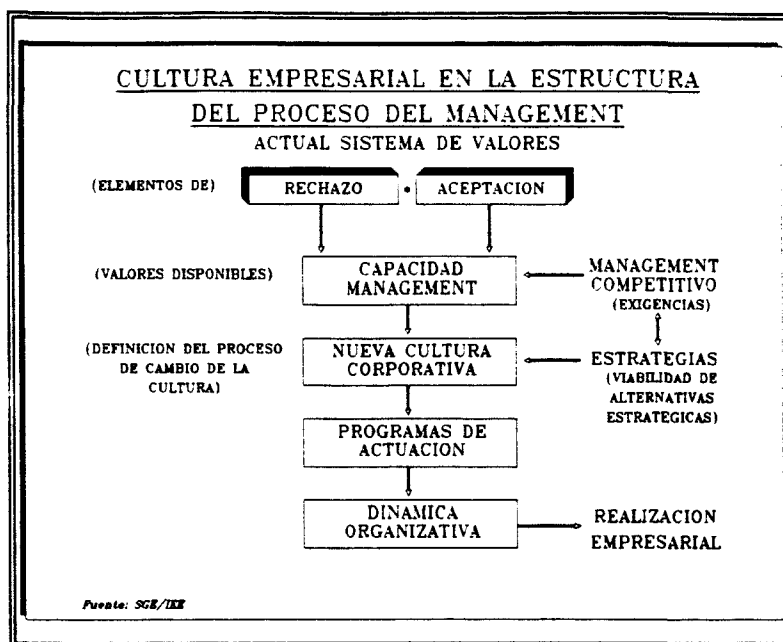 CULTURA EMPRESARIAL EN LA ESTRUCTURA
DEL PROCESO DEL MANAGEMENT
ACTUAL SISTEMA DE VALORES
(ELEMENTOS DE)
RECHAZO • ACEPTACION
(VALORES DISPONIBLES)
CAPACIDAD
MANAGEMENT
MANAGEMENT
COMPETITIVO
(EXIGENCIAS)
(DEFINICION DEL PROCESO
DE CAMBIO DE LA
CULTURA)
NUEVA CULTURA
CORPORATIVA
ESTRATEGIAS
(VIABILIDAD DE
ALTERNATIVAS
ESTRATEGICAS)
PROGRAMAS DE
ACTUACION
DINAMICA
ORGANIZATIVA
REALIZACION
EMPRESARIAL
Fuente: SGE/IEE